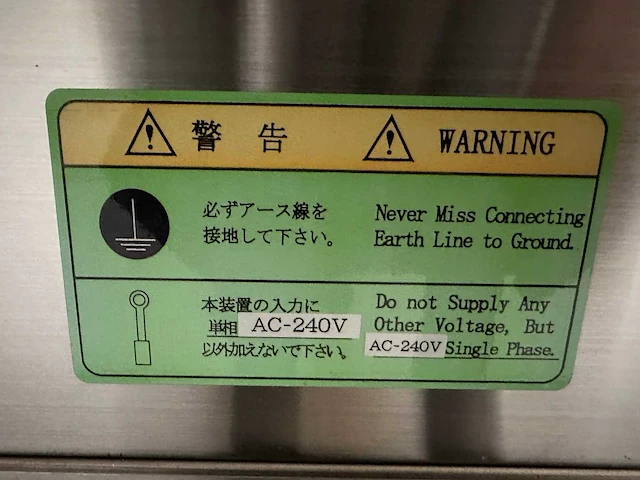 警告
WARNING
必ずアース線を
接地して下さい。
Never Miss Connecting
Earth Line to Ground.
本装置の入力に
単相 AC-240V
以外加えないで下さい。
Do not Supply Any
Other Voltage, But
AC-240V Single Phase.